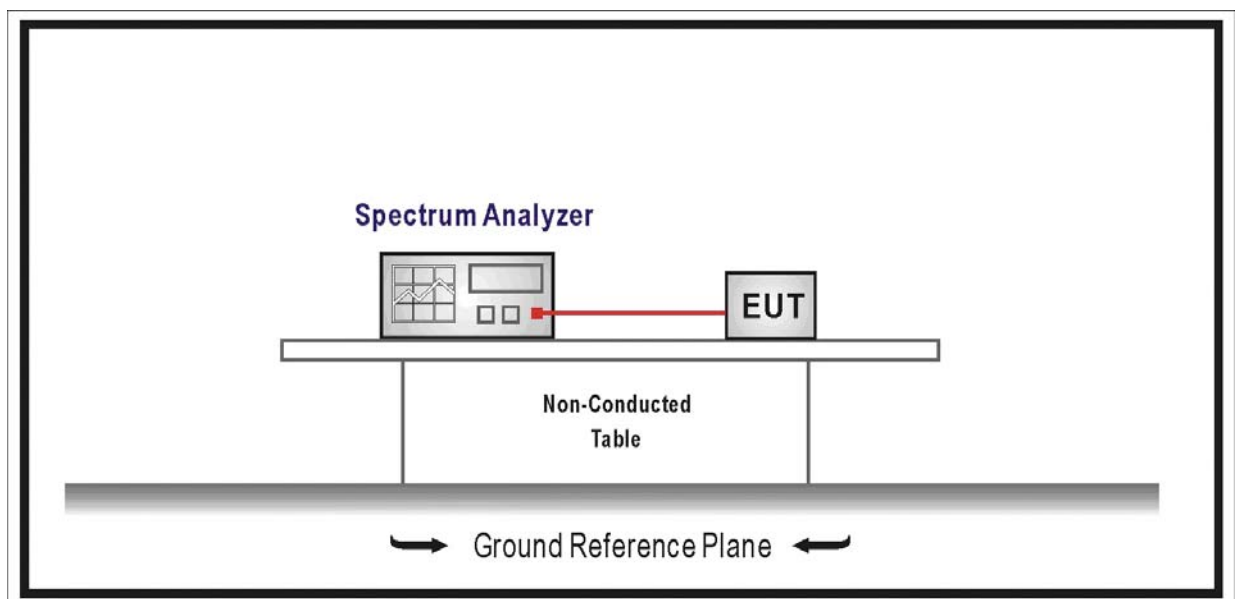 Spectrum Analyzer
EUT
Non-Conducted
Table
Ground Reference Plane